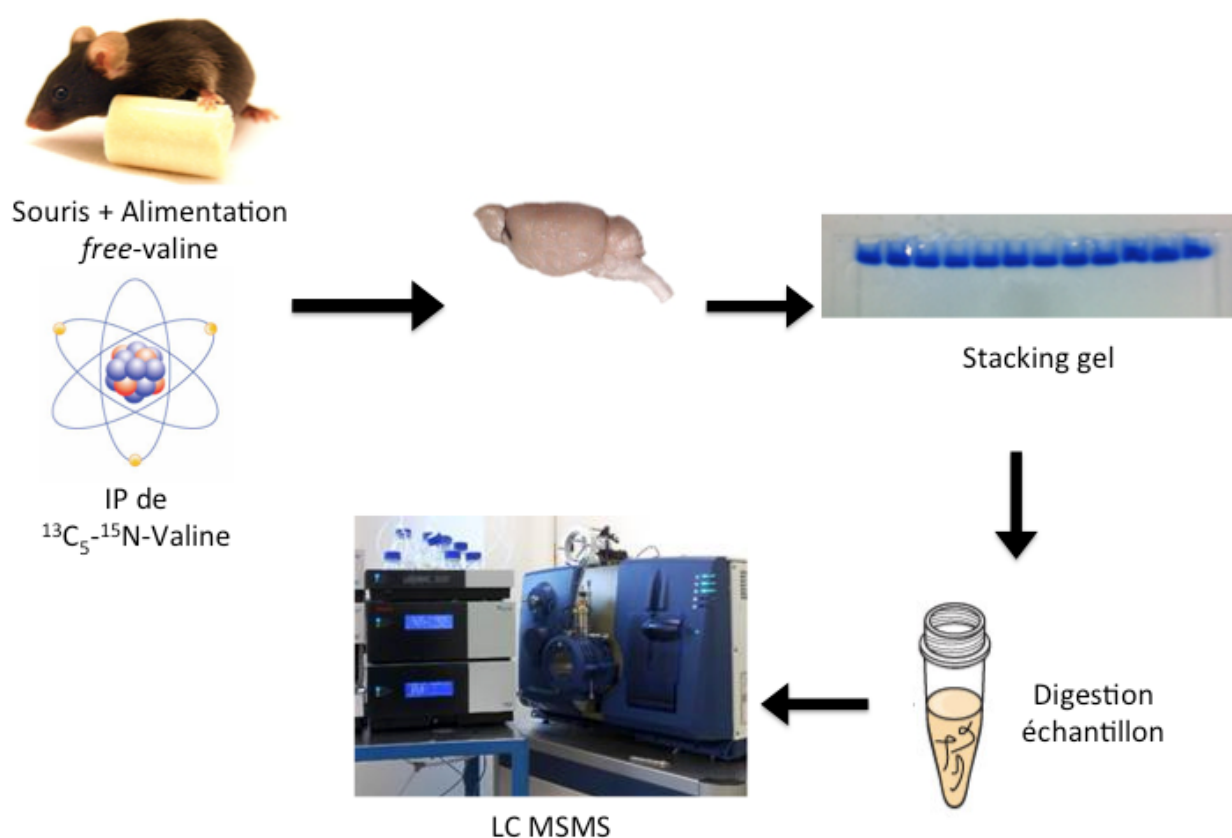 Souris + Alimentation
free-valine
IP de
¹³C₅-¹⁵N-Valine
Stacking gel
Digestion
échantillon
LC MSMS